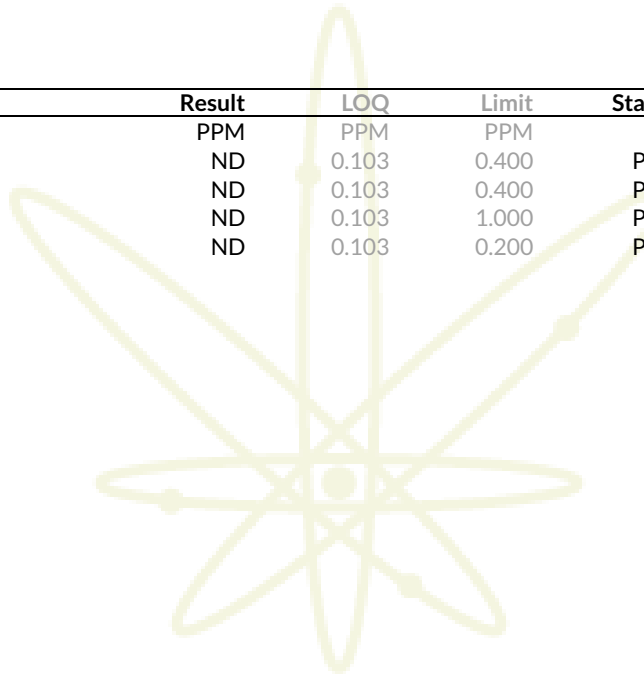 Result LOQ Limit Sta
PPM PPM PPM
ND 0.103 0.400 P
ND 0.103 0.400 P
ND 0.103 1.000 P
ND 0.103 0.200 P